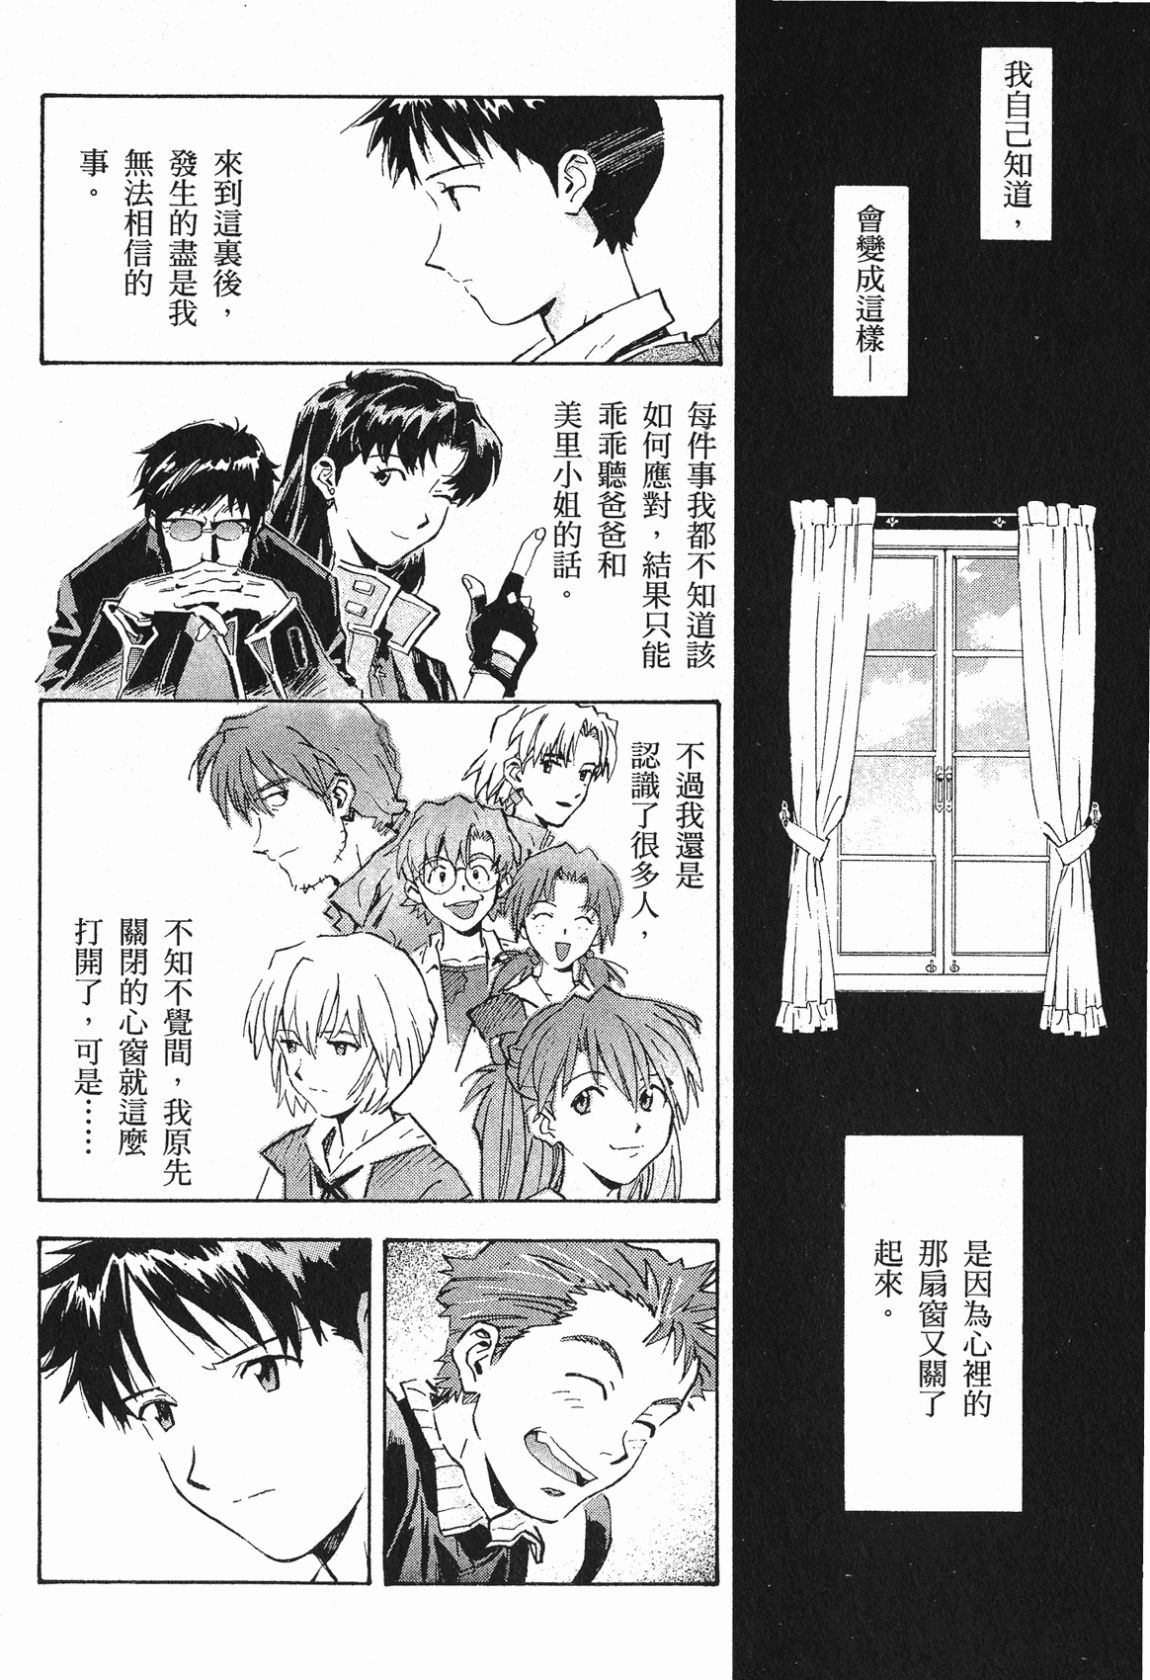 我自己知道，
會變成這樣—
是因為心裡的
那扇窗又關了
起來。
來到這裏後，
發生的盡是我
無法相信的
事。
每件事我都不知道該
如何應對，結果只能
乖乖聽爸爸和
美里小姐的話。
不過我還是
認識了很多人，
不知不覺間，我原先
關閉的心窗就這麼
打開了，可是……